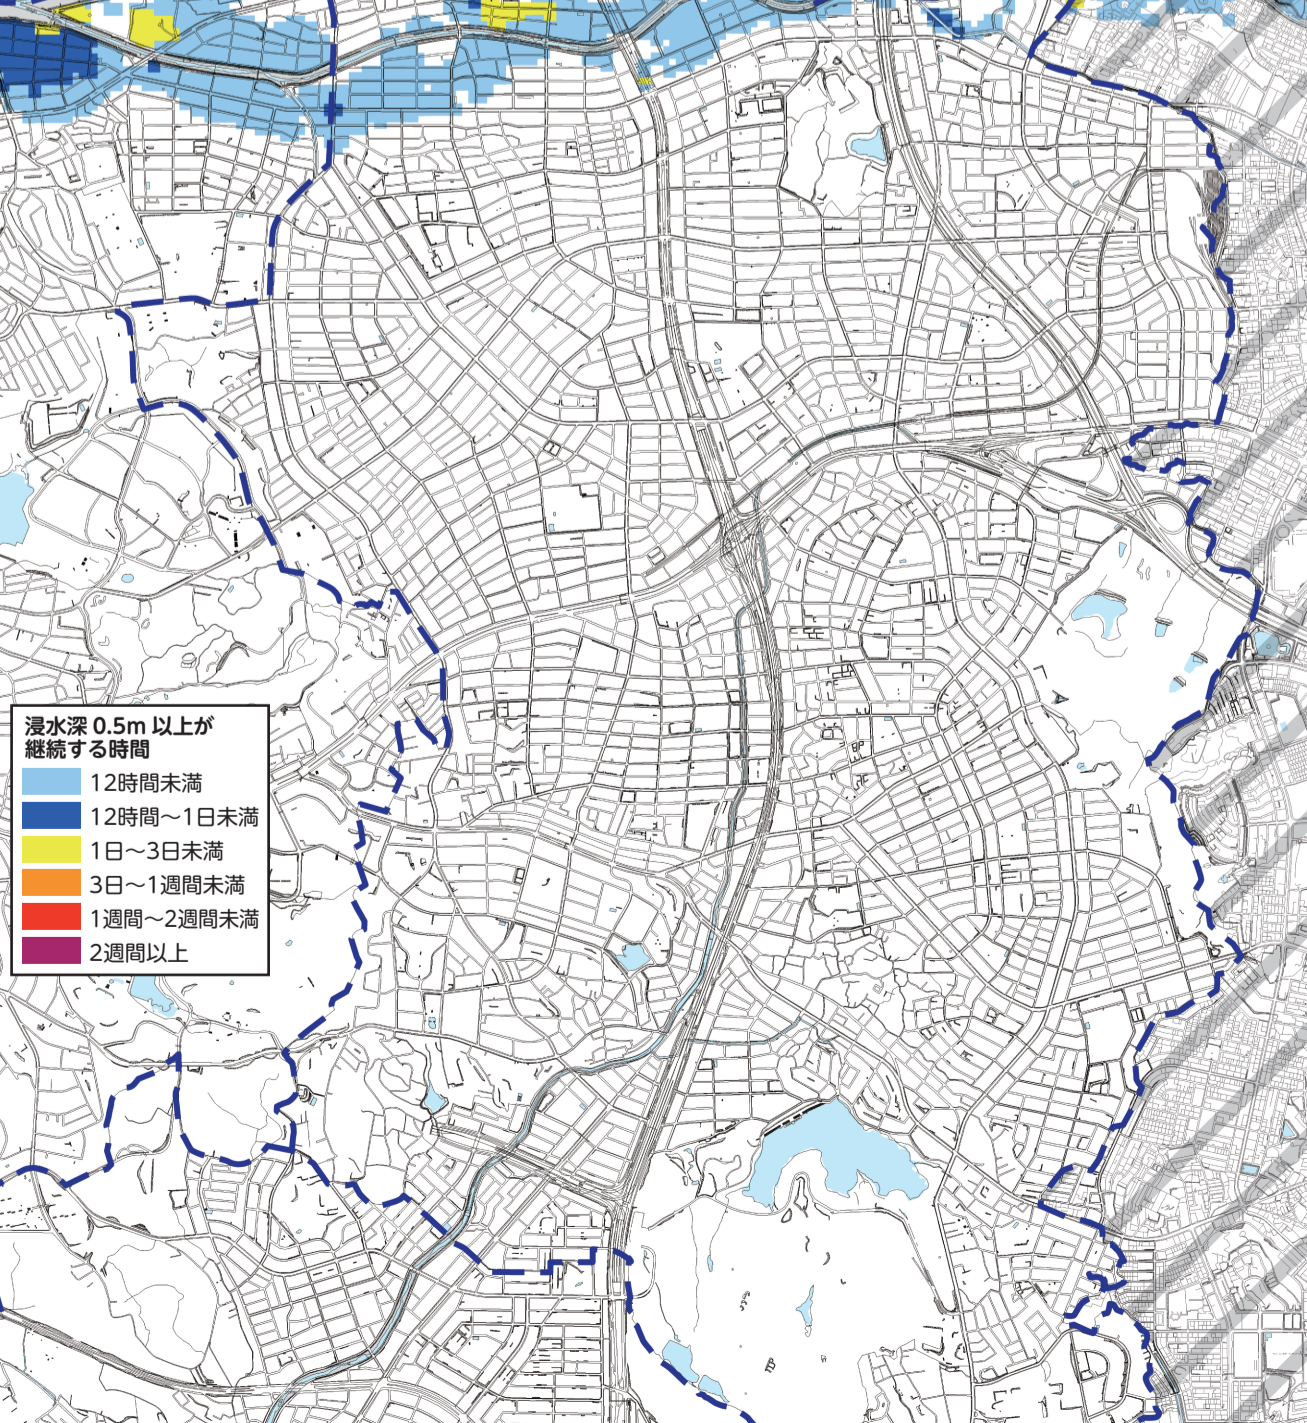 浸水深 0.5m 以上が
継続する時間
12時間未満
12時間～1日未満
1日～3日未満
3日～1週間未満
1週間～2週間未満
2週間以上